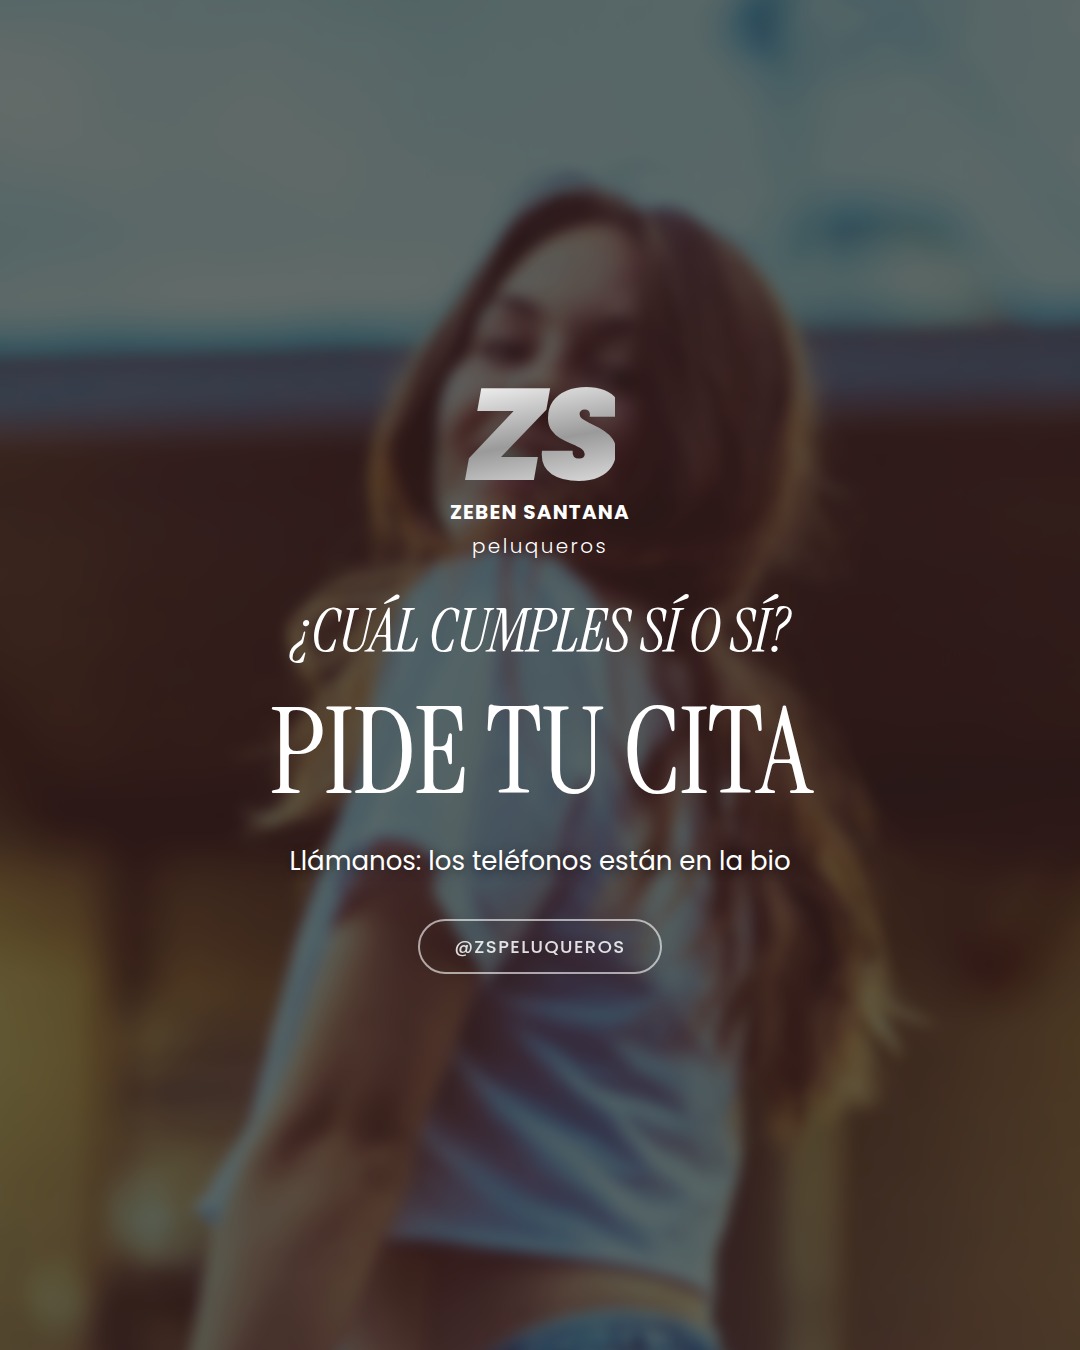 ZS
ZEBEN SANTANA
peluqueros
¿CUÁL CUMPLES SÍ O SÍ?
PIDE TU CITA
Llámanos: los teléfonos están en la bio
@ZSPELUQUEROS